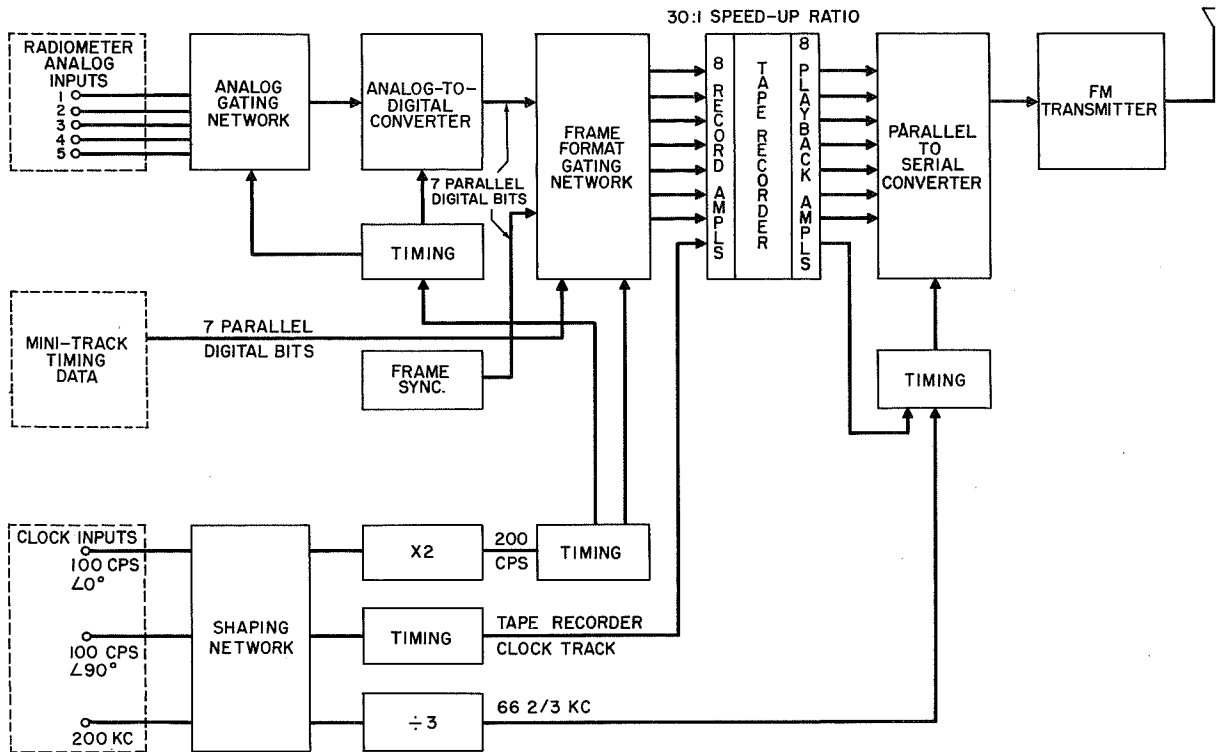 30:1 SPEED-UP RATIO
RADIOMETER
ANALOG
INPUTS
1
2
3
4
5
ANALOG
GATING
NETWORK
ANALOG-TO-
DIGITAL
CONVERTER
7 PARALLEL
DIGITAL BITS
FRAME
FORMAT
GATING
NETWORK
8 RECORD AMPLS
TAPE RECORDER
8 PLAYBACK AMPLS
PARALLEL
TO
SERIAL
CONVERTER
FM
TRANSMITTER
TIMING
MINI-TRACK
TIMING
DATA
7 PARALLEL
DIGITAL BITS
FRAME
SYNC.
TIMING
CLOCK INPUTS
100 CPS
∠0°
100 CPS
∠90°
200 KC
SHAPING
NETWORK
X2
200
CPS
TIMING
TIMING
TAPE RECORDER
CLOCK TRACK
÷3
66 2/3 KC